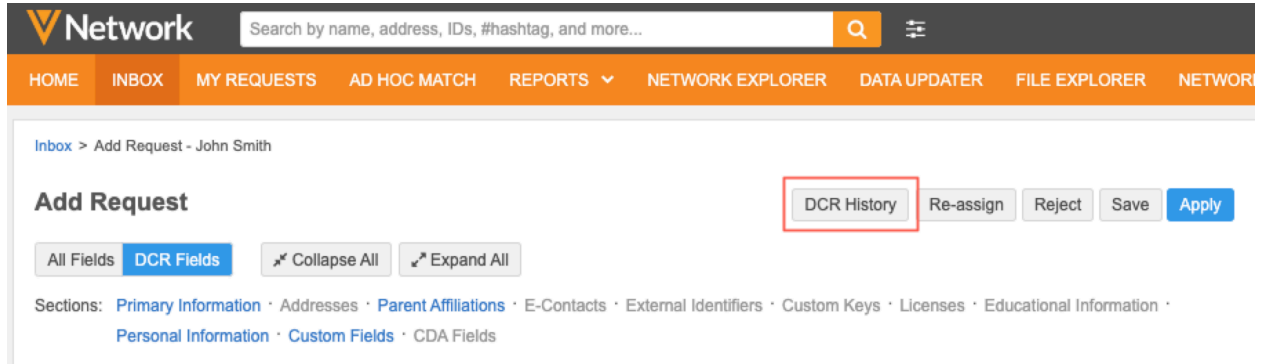 Network
Search by name, address, IDs, #hashtag, and more...
HOME INBOX MY REQUESTS AD HOC MATCH REPORTS NETWORK EXPLORER DATA UPDATER FILE EXPLORER NETWORK
Inbox > Add Request - John Smith
Add Request DCR History Re-assign Reject Save Apply
All Fields DCR Fields Collapse All Expand All
Sections: Primary Information · Addresses · Parent Affiliations · E-Contacts · External Identifiers · Custom Keys · Licenses · Educational Information ·
Personal Information · Custom Fields · CDA Fields